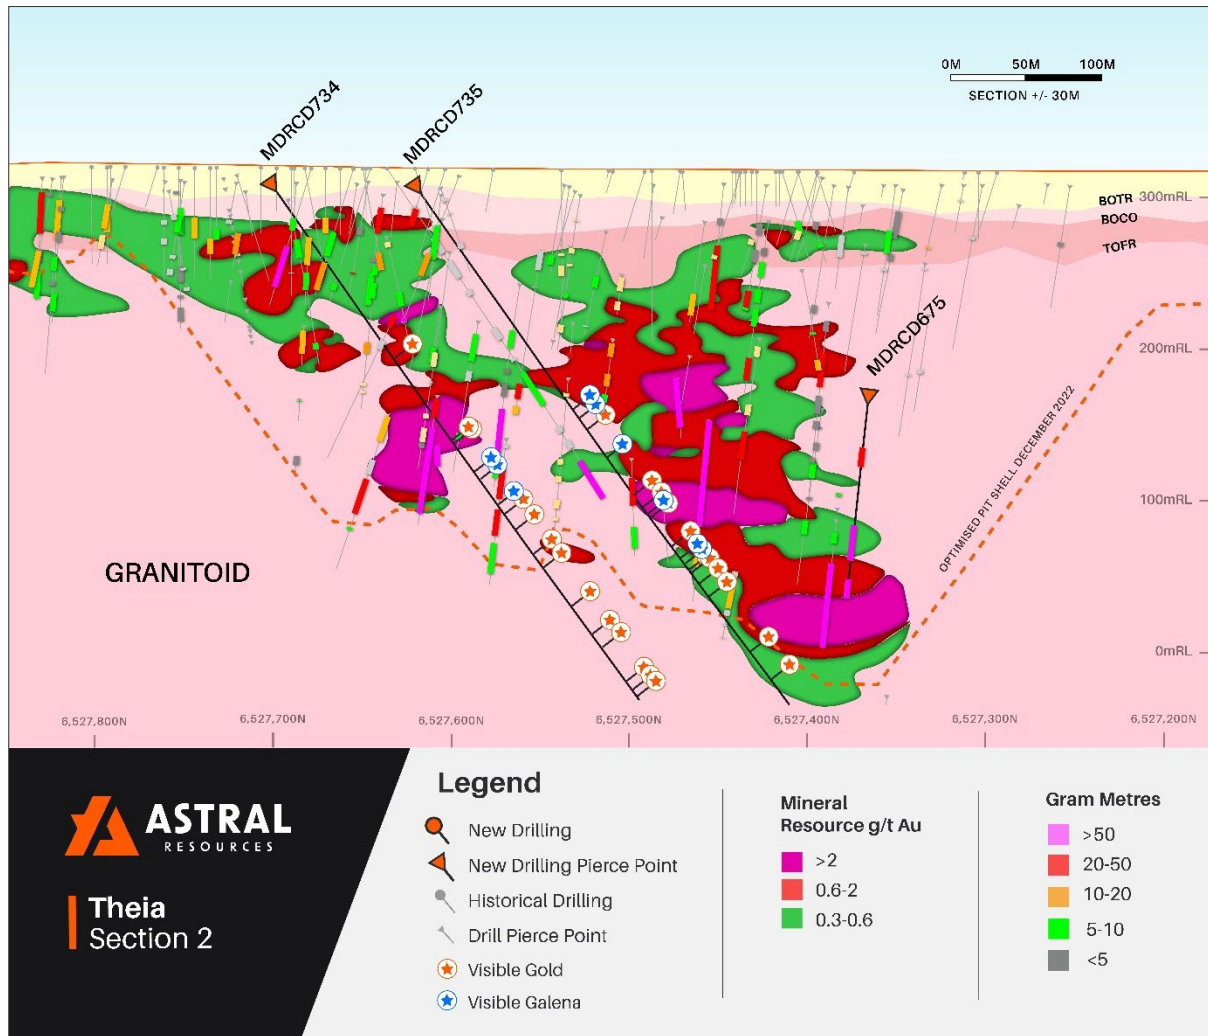 0M 50M 100M
SECTION +/- 30M
MDRCD734
MDRCD735
BOTR
300mRL
BOCO
TOFR
200mRL
MDRCD675
OPTIMISED PIT SHELL DECEMBER 2022
100mRL
GRANITOID
0mRL
6,527,800N 6,527,700N 6,527,600N 6,527,500N 6,527,400N 6,527,300N 6,527,200N
ASTRAL
RESOURCES
Theia
Section 2
Legend
New Drilling
New Drilling Pierce Point
Historical Drilling
Drill Pierce Point
Visible Gold
Visible Galena
Mineral
Resource g/t Au
>2
0.6-2
0.3-0.6
Gram Metres
>50
20-50
10-20
5-10
<5